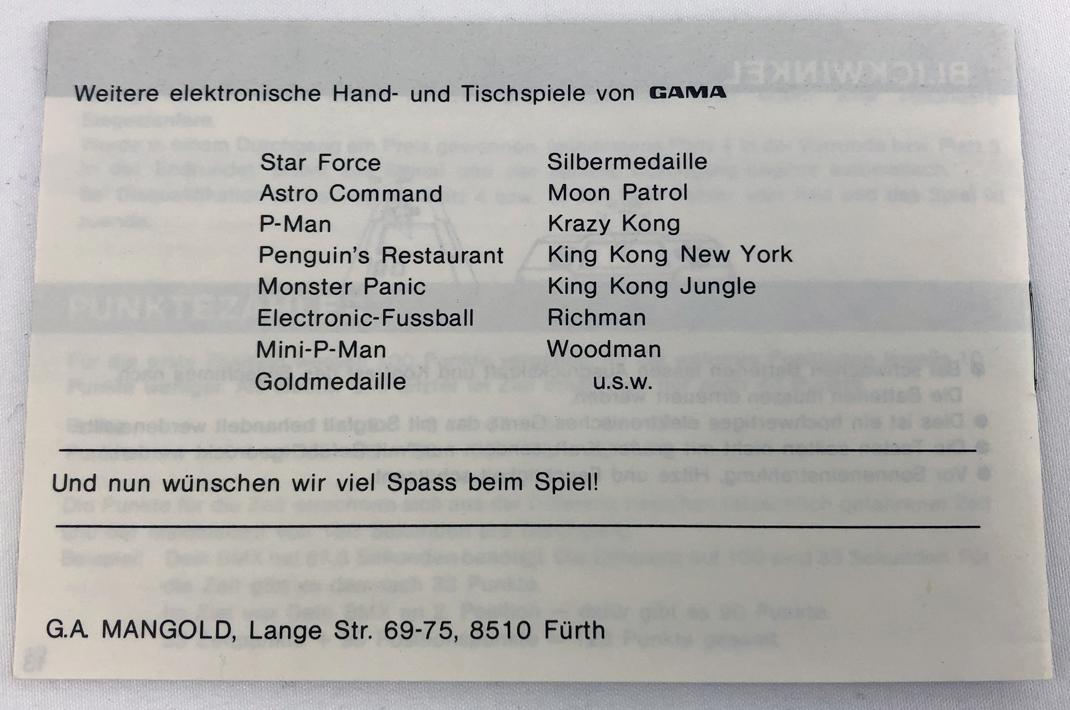 Weitere elektronische Hand- und Tischspiele von GAMA
Star Force
Astro Command
P-Man
Penguin's Restaurant
Monster Panic
Electronic-Fussball
Mini-P-Man
Goldmedaille
Silbermedaille
Moon Patrol
Krazy Kong
King Kong New York
King Kong Jungle
Richman
Woodman
u.s.w.
Und nun wünschen wir viel Spass beim Spiel!
G.A. MANGOLD, Lange Str. 69-75, 8510 Fürth